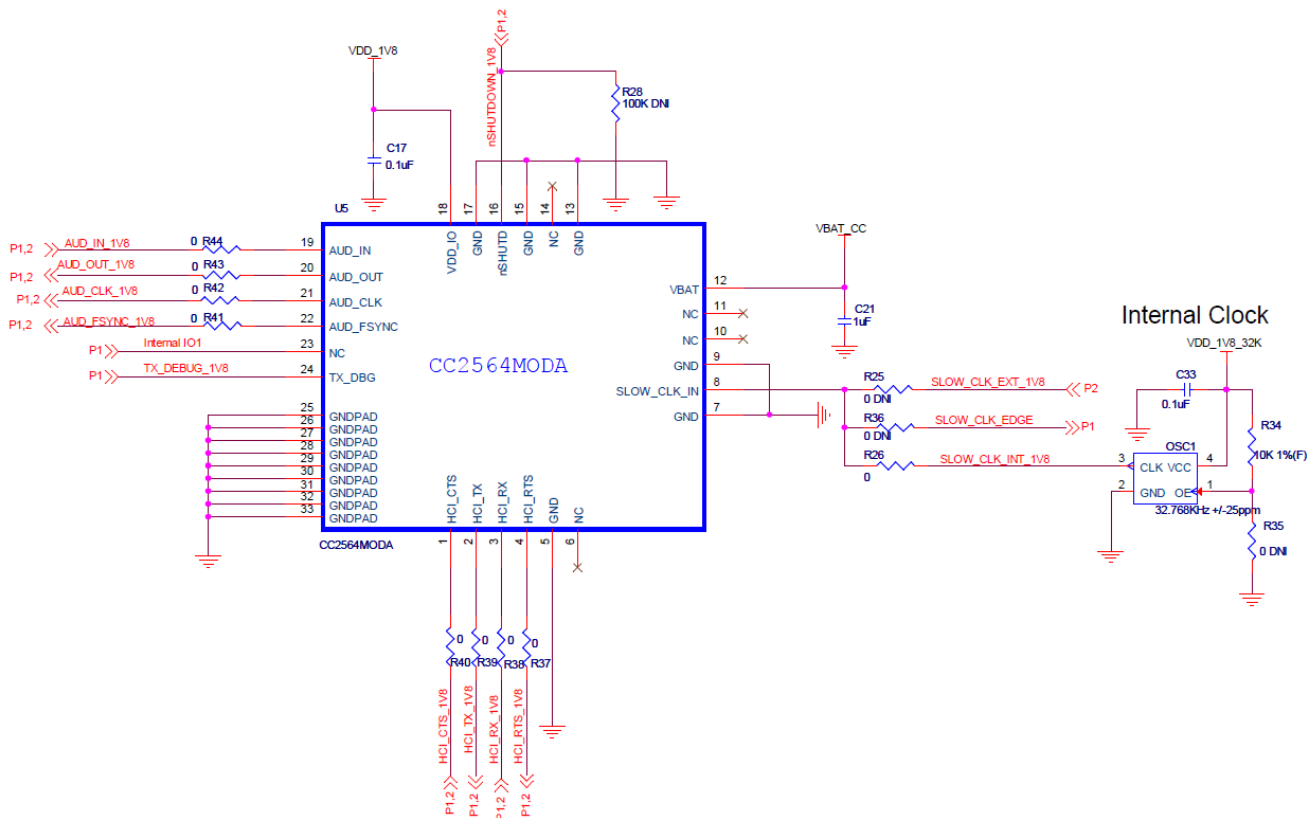 P1,2
nSHUTDOWN_1V8
VDD_1V8
R28
100K DNI
C17
0.1uF
U5
18
17
16
15
14
13
VDD_IO
GND
nSHUTD
GND
NC
GND
P1,2
AUD_IN_1V8
0 R44
19
AUD_IN
P1,2
AUD_OUT_1V8
0 R43
20
AUD_OUT
P1,2
AUD_CLK_1V8
0 R42
21
AUD_CLK
P1,2
AUD_FSYNC_1V8
0 R41
22
AUD_FSYNC
P1
Internal IO1
23
NC
P1
TX_DEBUG_1V8
24
TX_DBG
25
GNDPAD
26
GNDPAD
27
GNDPAD
28
GNDPAD
29
GNDPAD
30
GNDPAD
31
GNDPAD
32
GNDPAD
33
GNDPAD
CC2564MODA
CC2564MODA
VBAT_CC
12
VBAT
11
NC
10
NC
9
GND
8
SLOW_CLK_IN
7
GND
C21
1uF
R25
0 DNI
SLOW_CLK_EXT_1V8
P2
R36
0 DNI
SLOW_CLK_EDGE
P1
R26
0
SLOW_CLK_INT_1V8
Internal Clock
VDD_1V8_32K
C33
0.1uF
R34
10K 1%(F)
OSC1
3
CLK
VCC
4
2
GND
OE
1
32.768KHz +/-25ppm
R35
0 DNI
HCI_CTS
HCI_TX
HCI_RX
HCI_RTS
GND
NC
1
2
3
4
5
6
0
0
0
0
R40
R39
R38
R37
HCI_CTS_1V8
HCI_TX_1V8
HCI_RX_1V8
HCI_RTS_1V8
P1,2
P1,2
P1,2
P1,2